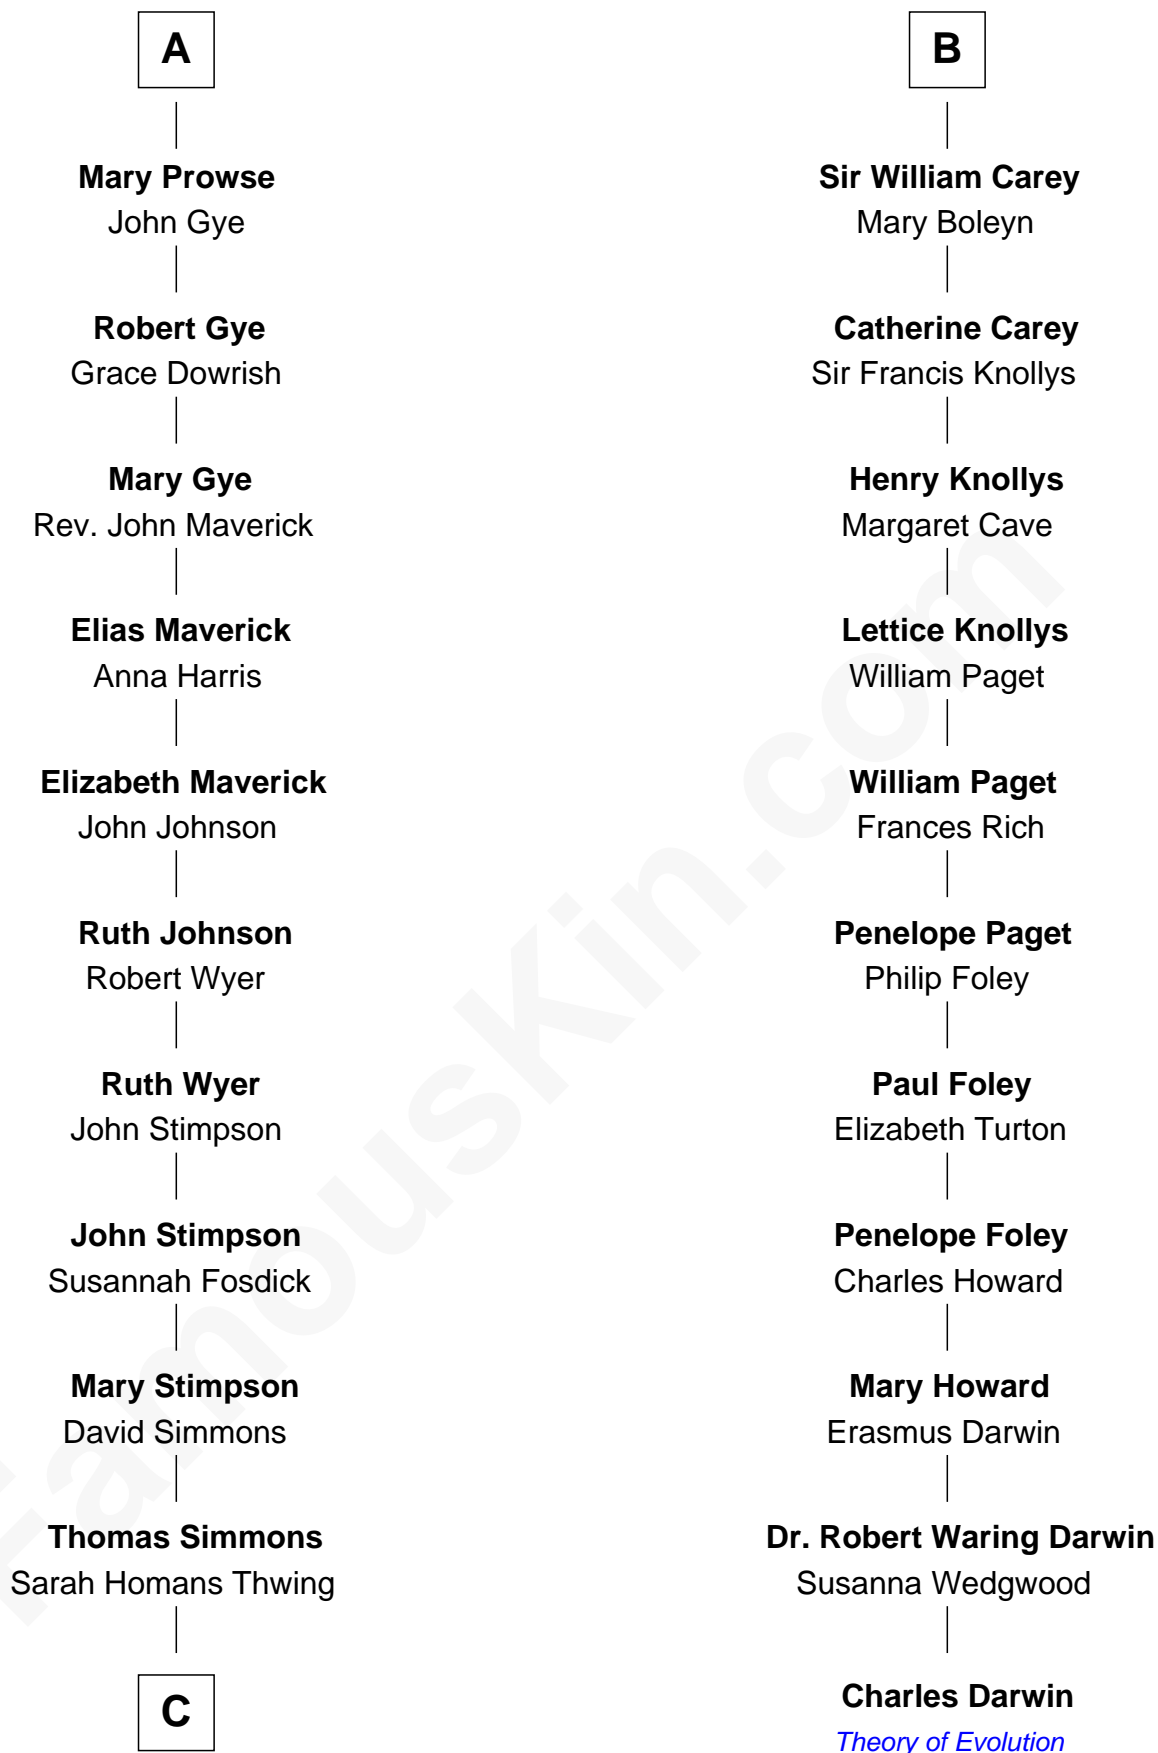 A
Mary Prowse
John Gye
Robert Gye
Grace Dowrish
Mary Gye
Rev. John Maverick
Elias Maverick
Anna Harris
Elizabeth Maverick
John Johnson
Ruth Johnson
Robert Wyer
Ruth Wyer
John Stimpson
John Stimpson
Susannah Fosdick
Mary Stimpson
David Simmons
Thomas Simmons
Sarah Homans Thwing
C
B
Sir William Carey
Mary Boleyn
Catherine Carey
Sir Francis Knollys
Henry Knollys
Margaret Cave
Lettice Knollys
William Paget
William Paget
Frances Rich
Penelope Paget
Philip Foley
Paul Foley
Elizabeth Turton
Penelope Foley
Charles Howard
Mary Howard
Erasmus Darwin
Dr. Robert Waring Darwin
Susanna Wedgwood
Charles Darwin
Theory of Evolution
FamousKin.com